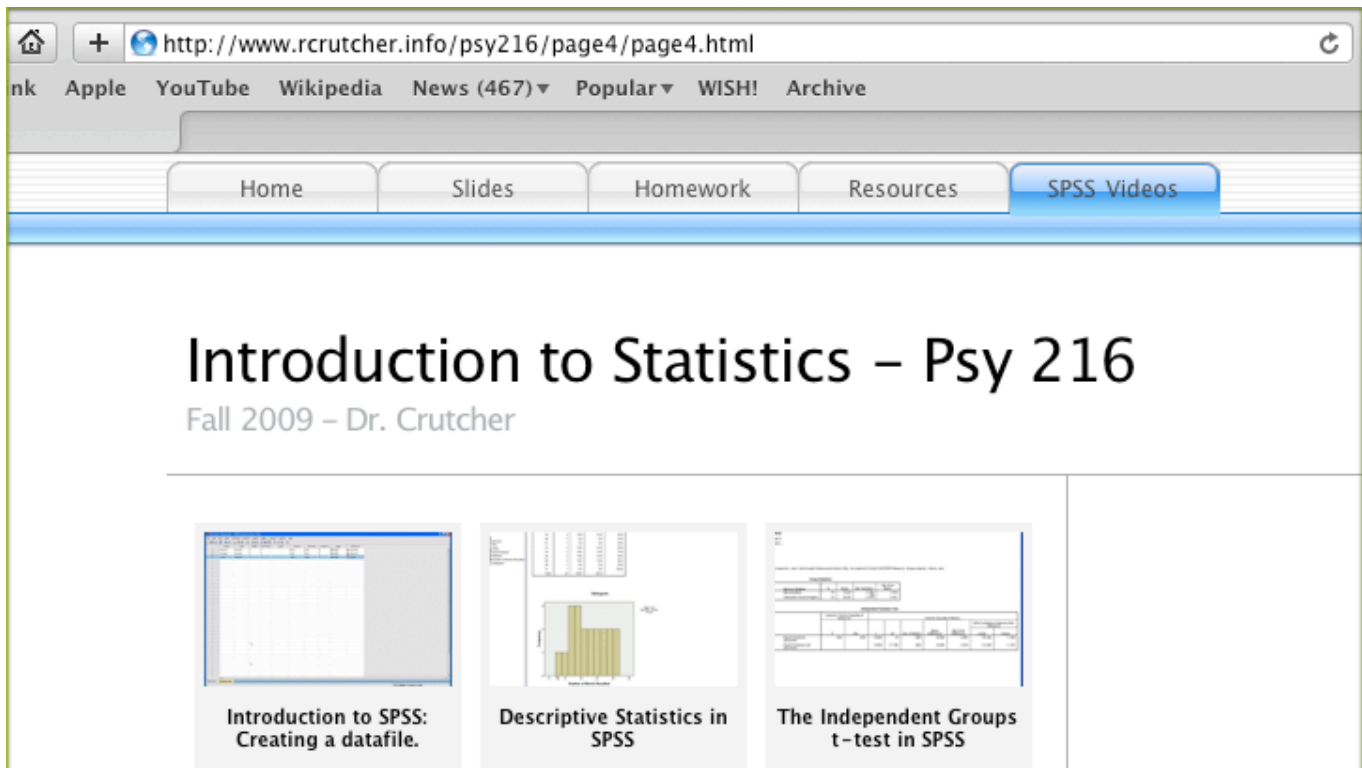 http://www.rcrutcher.info/psy216/page4/page4.html
nk Apple YouTube Wikipedia News (467)▾ Popular▾ WISH! Archive
Home Slides Homework Resources SPSS Videos
Introduction to Statistics – Psy 216
Fall 2009 – Dr. Crutcher
Histogram
Introduction to SPSS:
Creating a datafile.
Descriptive Statistics in
SPSS
The Independent Groups
t-test in SPSS